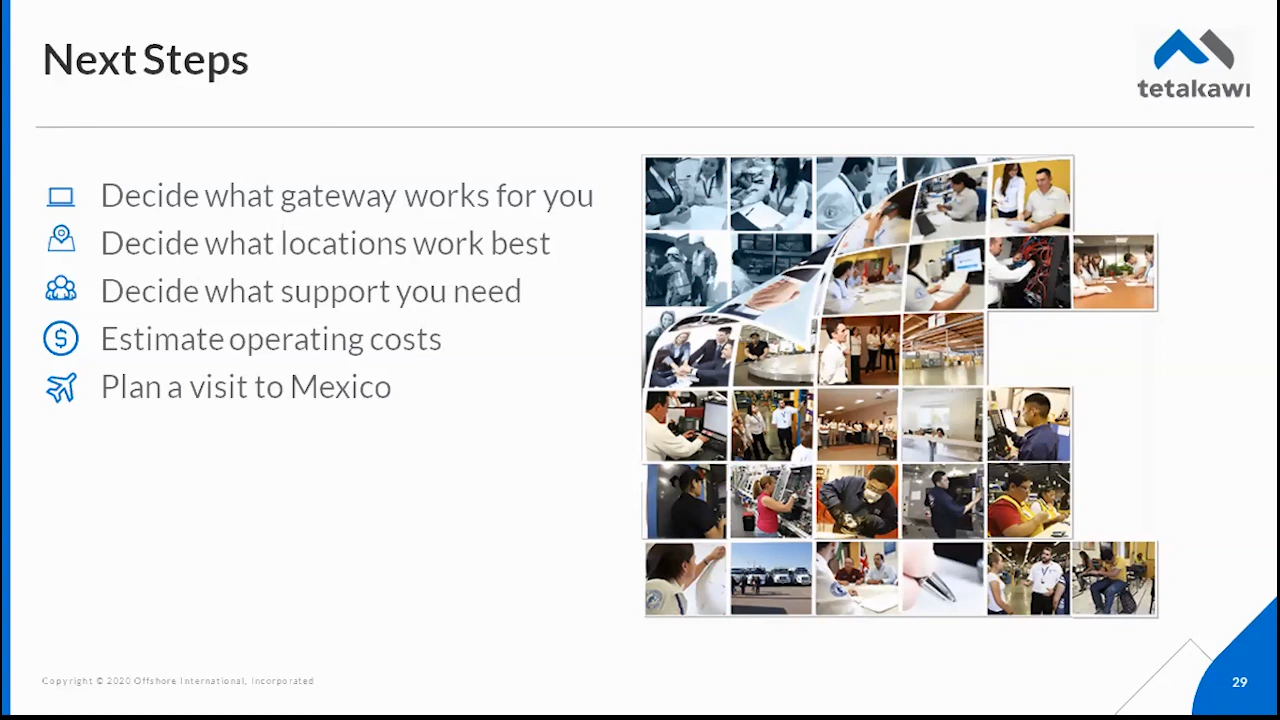 Next Steps
tetakawi
Decide what gateway works for you
Decide what locations work best
Decide what support you need
$ Estimate operating costs
Plan a visit to Mexico
Copyright © 2020 Offshore International, Incorporated
29